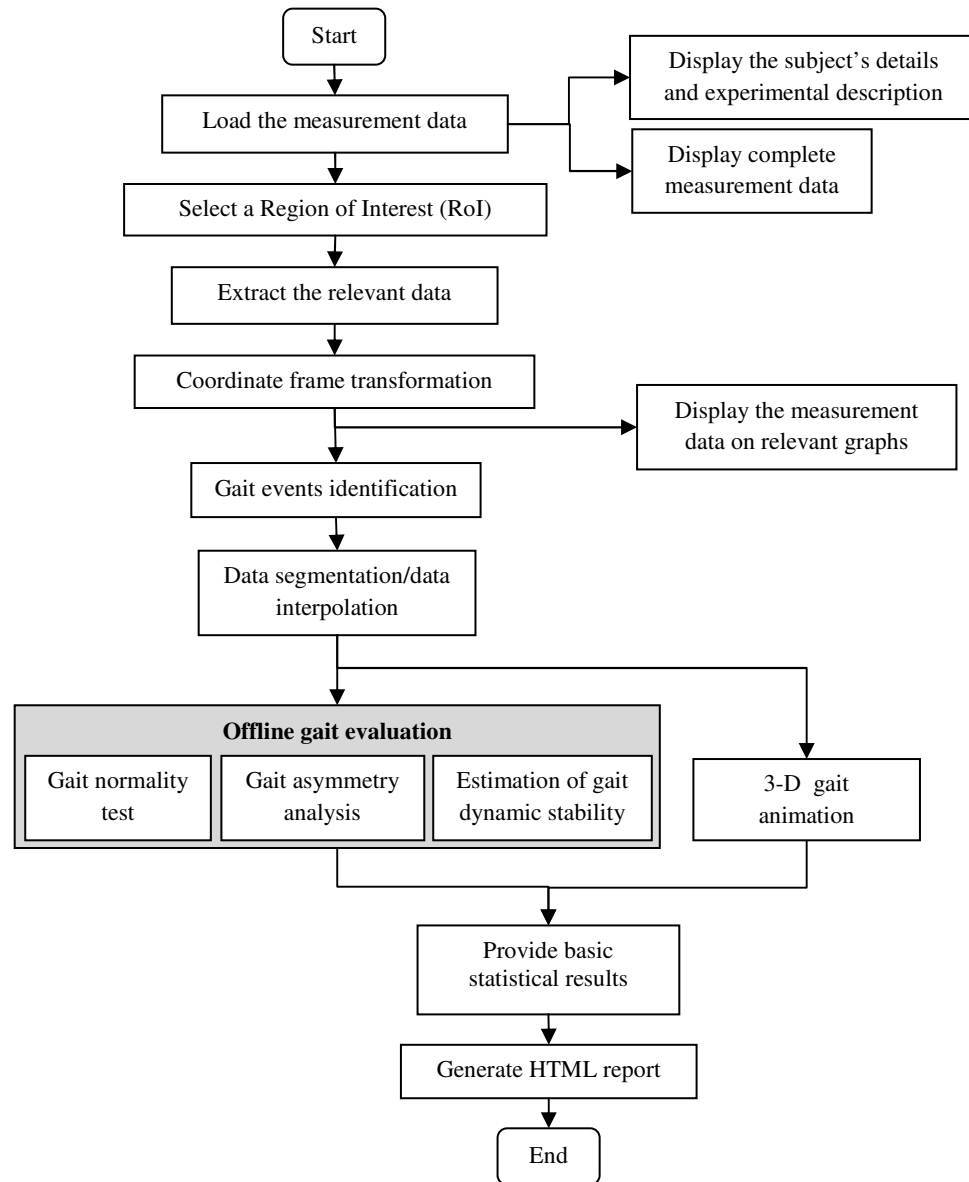 Start
Load the measurement data
Display the subject's details
and experimental description
Display complete
measurement data
Select a Region of Interest (RoI)
Extract the relevant data
Coordinate frame transformation
Display the measurement
data on relevant graphs
Gait events identification
Data segmentation/data
interpolation
Offline gait evaluation
Gait normality
test
Gait asymmetry
analysis
Estimation of gait
dynamic stability
3-D gait
animation
Provide basic
statistical results
Generate HTML report
End